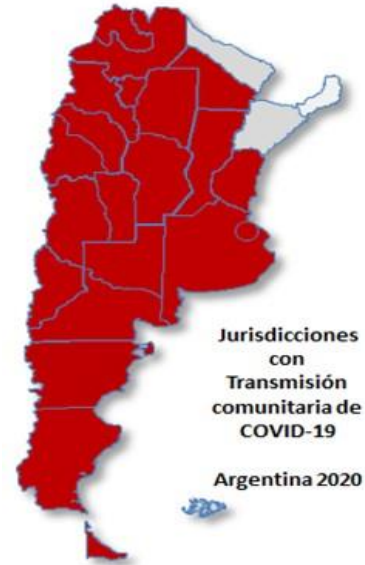 Jurisdicciones
con
Transmisión
comunitaria de
COVID-19
Argentina 2020